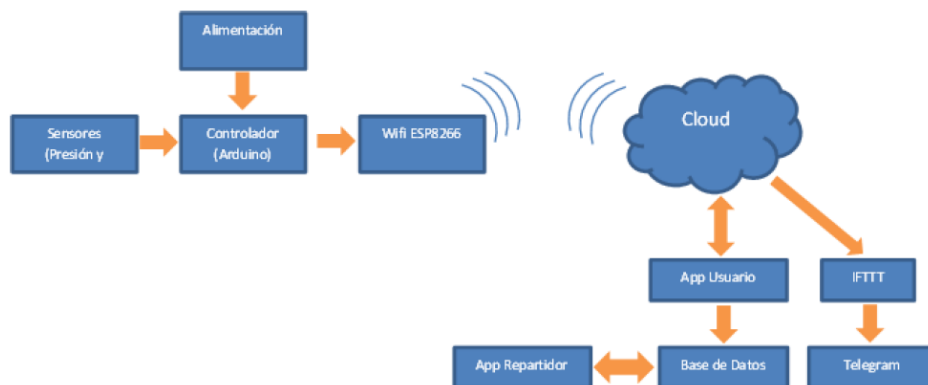 Alimentación
Sensores
(Presión y
Controlador
(Arduino)
Wifi ESP8266
Cloud
App Usuario
IFTTT
App Repartidor
Base de Datos
Telegram